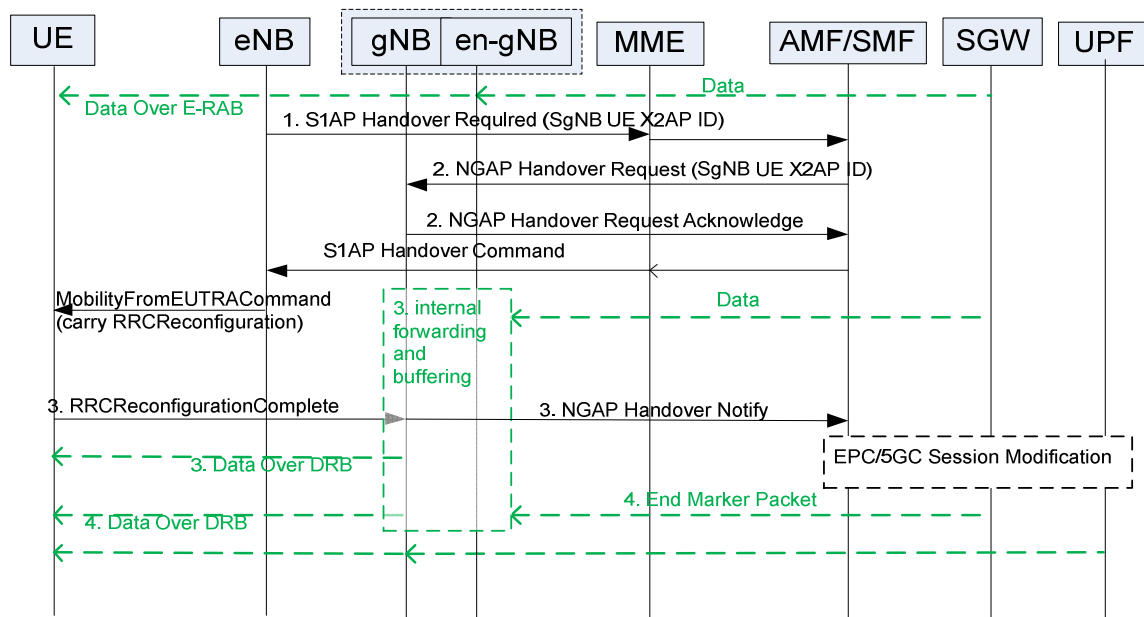 UE
eNB
gNB
en-gNB
MME
AMF/SMF
SGW
UPF
Data
Data Over E-RAB
1. S1AP Handover Required (SgNB UE X2AP ID)
2. NGAP Handover Request (SgNB UE X2AP ID)
2. NGAP Handover Request Acknowledge
S1AP Handover Command
MobilityFromEUTRACommand
(carry RRCReconfiguration)
3. internal
forwarding
and
buffering
Data
3. RRCReconfigurationComplete
3. NGAP Handover Notify
3. Data Over DRB
EPC/5GC Session Modification
4. End Marker Packet
4. Data Over DRB